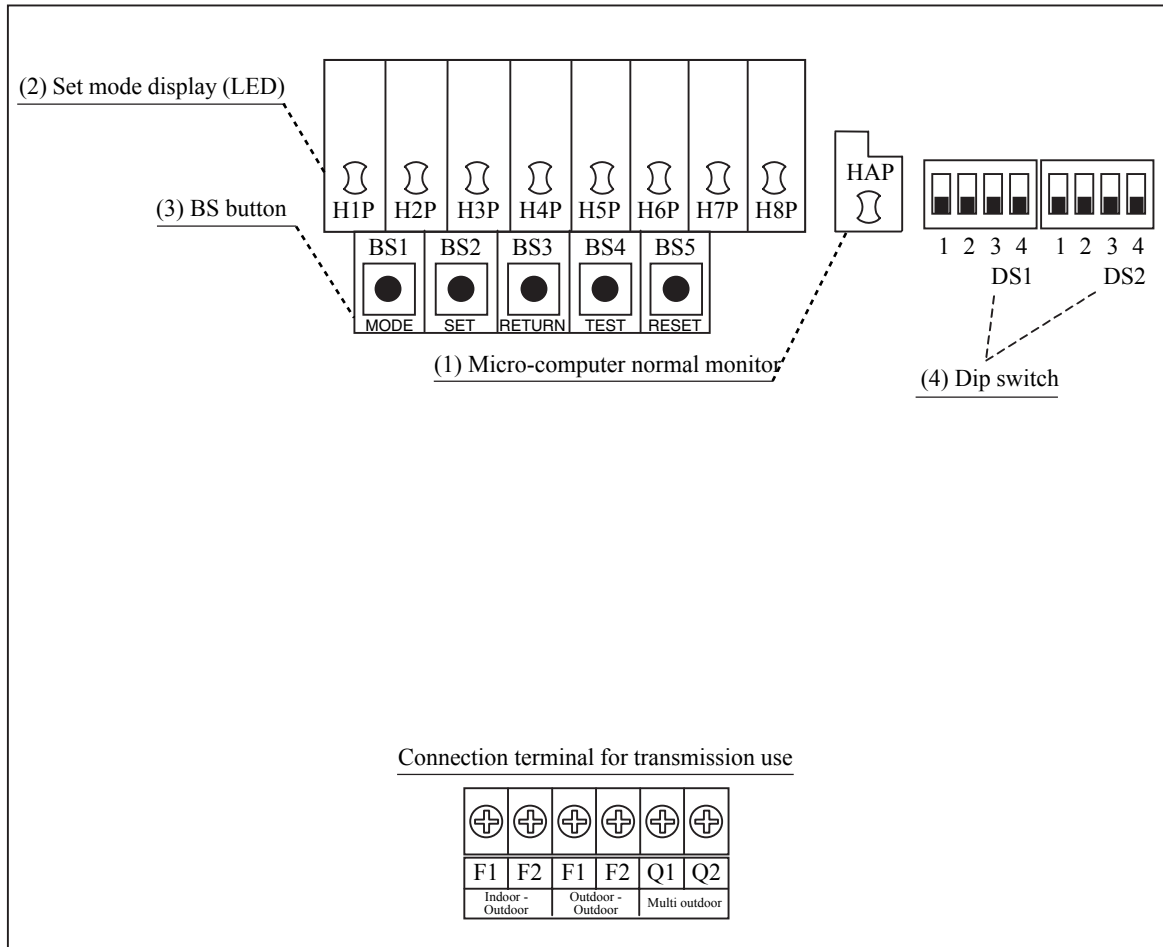 (2) Set mode display (LED)
H1P H2P H3P H4P H5P H6P H7P H8P
HAP
(3) BS button
BS1 BS2 BS3 BS4 BS5
MODE SET RETURN TEST RESET
1 2 3 4 1 2 3 4
DS1 DS2
(1) Micro-computer normal monitor
(4) Dip switch
Connection terminal for transmission use
F1 F2 F1 F2 Q1 Q2
Indoor -
Outdoor
Outdoor -
Outdoor
Multi outdoor